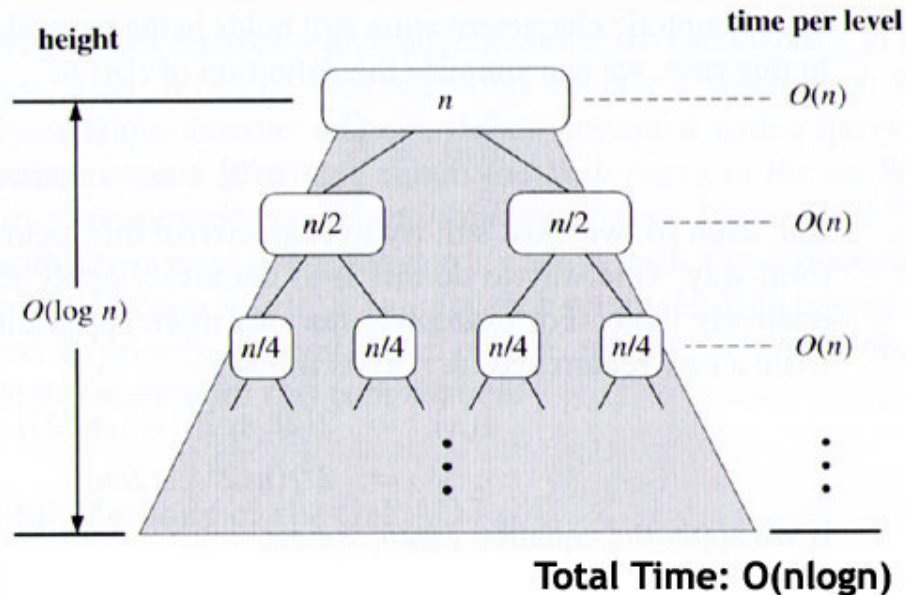 height
time per level
n
O(n)
n/2 n/2
O(n)
O(log n)
n/4 n/4 n/4 n/4
O(n)
Total Time: O(nlogn)